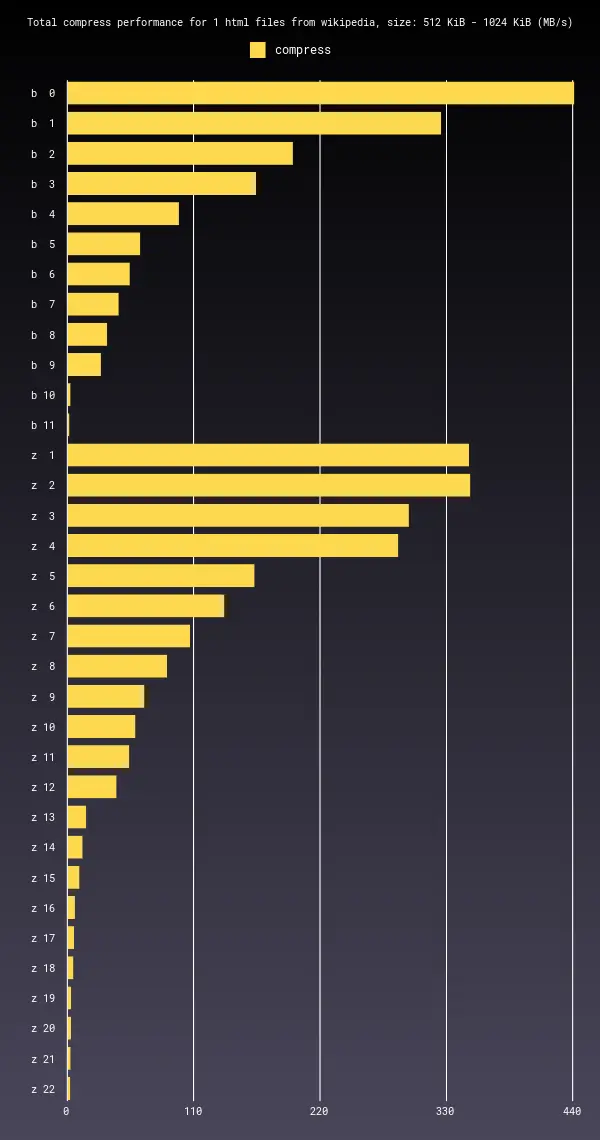 Total compress performance for 1 html files from wikipedia, size: 512 KiB - 1024 KiB (MB/s)
compress
b 0
b 1
b 2
b 3
b 4
b 5
b 6
b 7
b 8
b 9
b 10
b 11
z 1
z 2
z 3
z 4
z 5
z 6
z 7
z 8
z 9
z 10
z 11
z 12
z 13
z 14
z 15
z 16
z 17
z 18
z 19
z 20
z 21
z 22
0 110 220 330 440